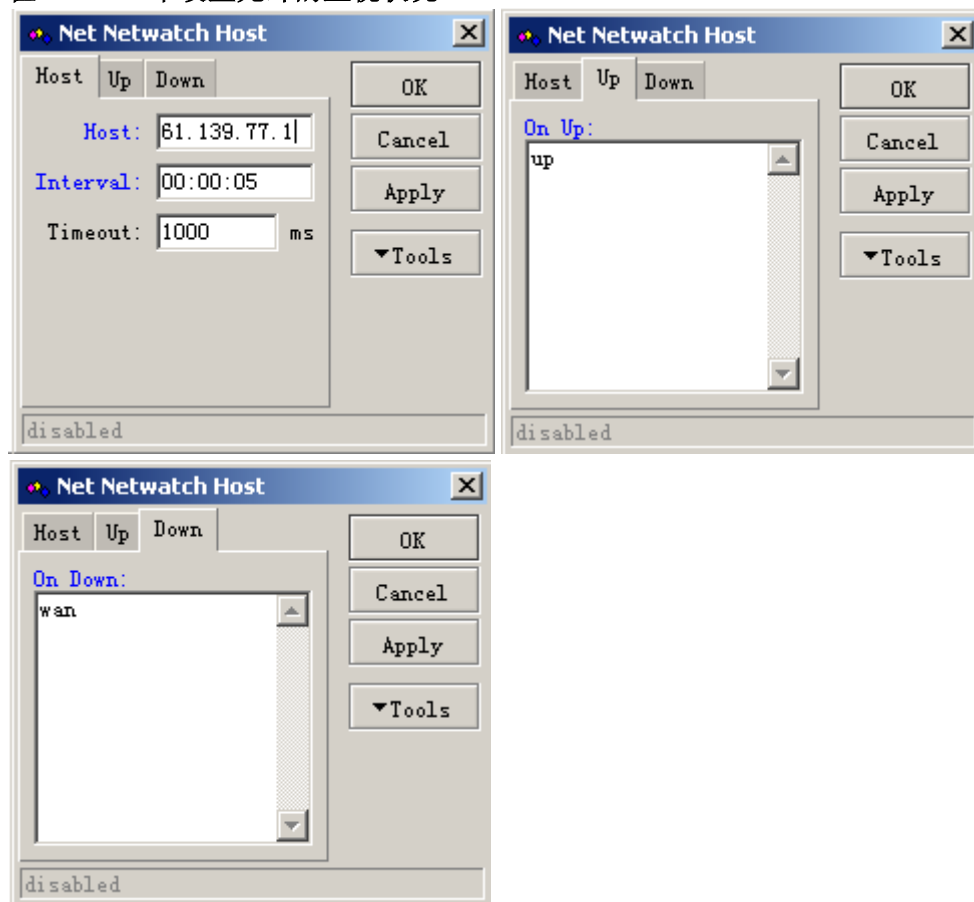 Net Netwatch Host
Host Up Down
Host: 61.139.77.1
Interval: 00:00:05
Timeout: 1000 ms
OK
Cancel
Apply
Tools
disabled
Net Netwatch Host
Host Up Down
On Up:
up
OK
Cancel
Apply
Tools
disabled
Net Netwatch Host
Host Up Down
On Down:
wan
OK
Cancel
Apply
Tools
disabled